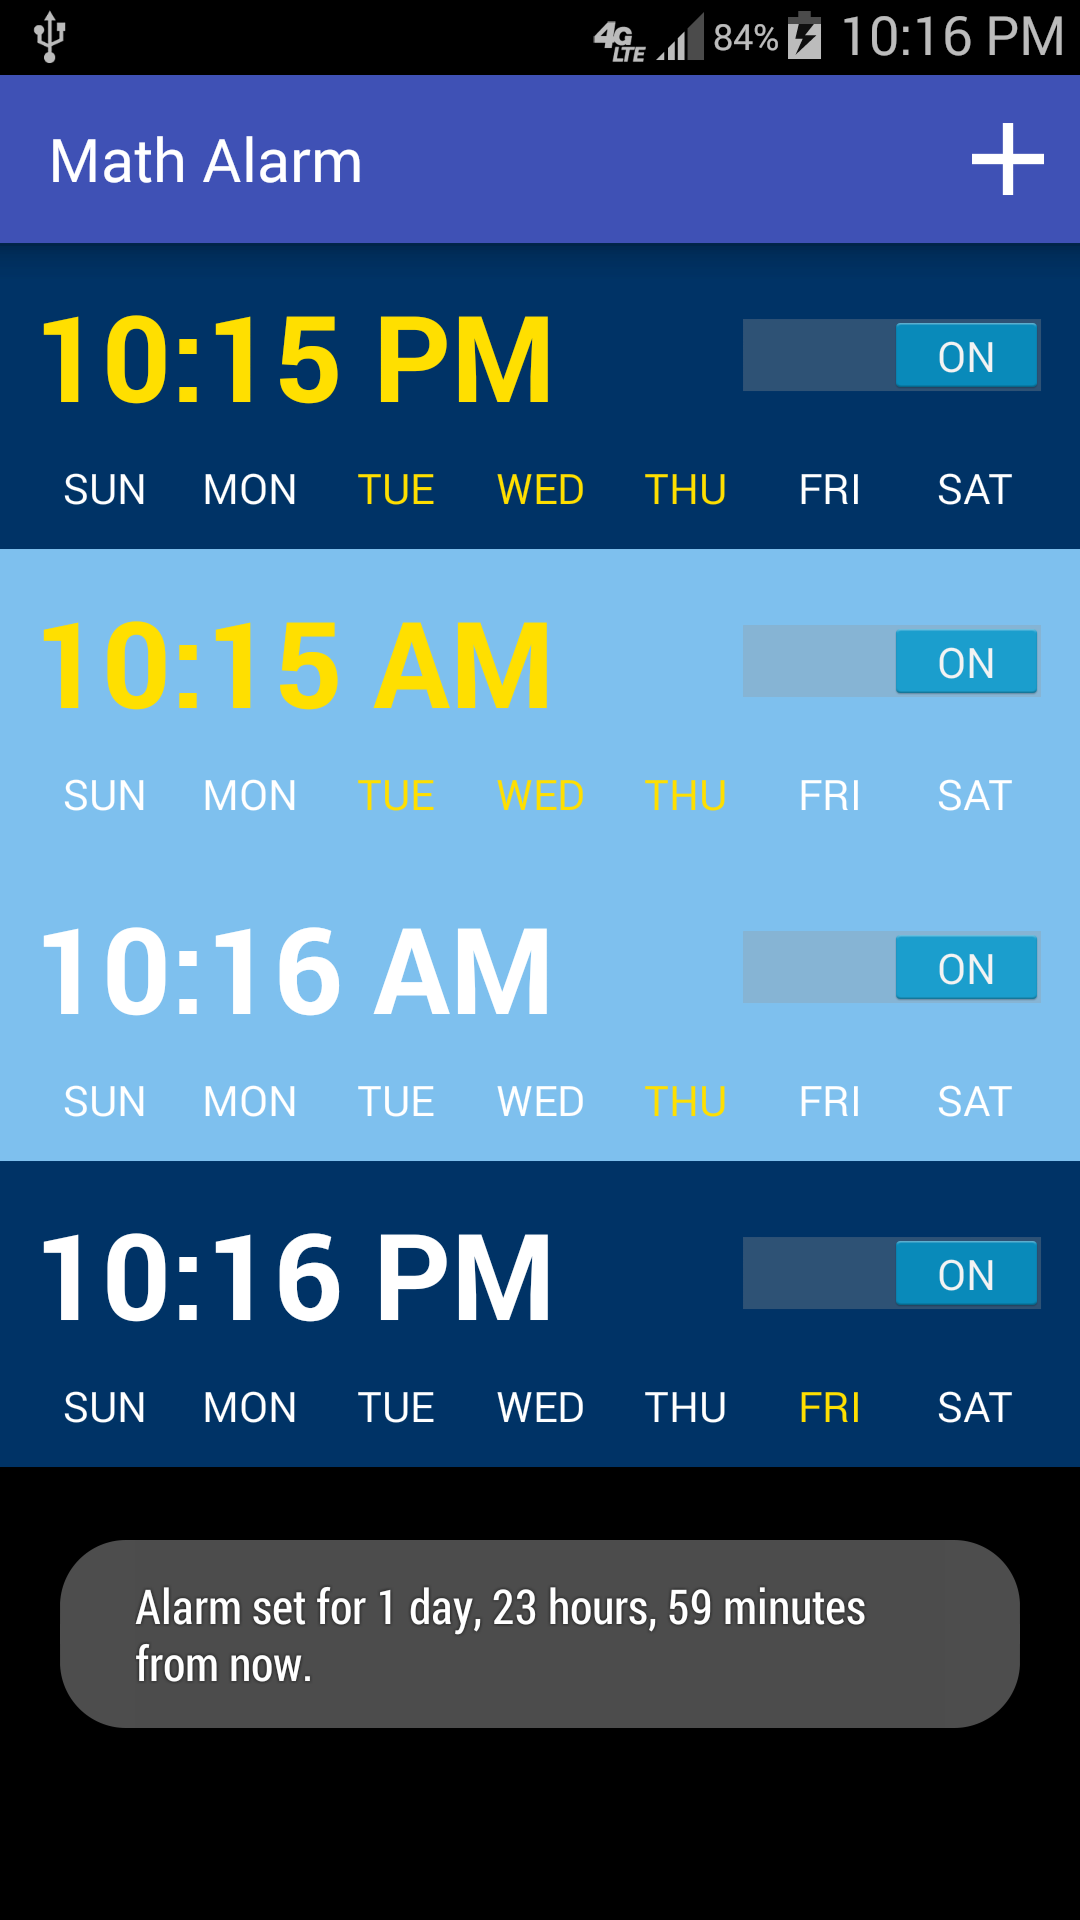 4G LTE 84% 10:16 PM
Math Alarm
10:15 PM ON
SUN MON TUE WED THU FRI SAT
10:15 AM ON
SUN MON TUE WED THU FRI SAT
10:16 AM ON
SUN MON TUE WED THU FRI SAT
10:16 PM ON
SUN MON TUE WED THU FRI SAT
Alarm set for 1 day, 23 hours, 59 minutes
from now.